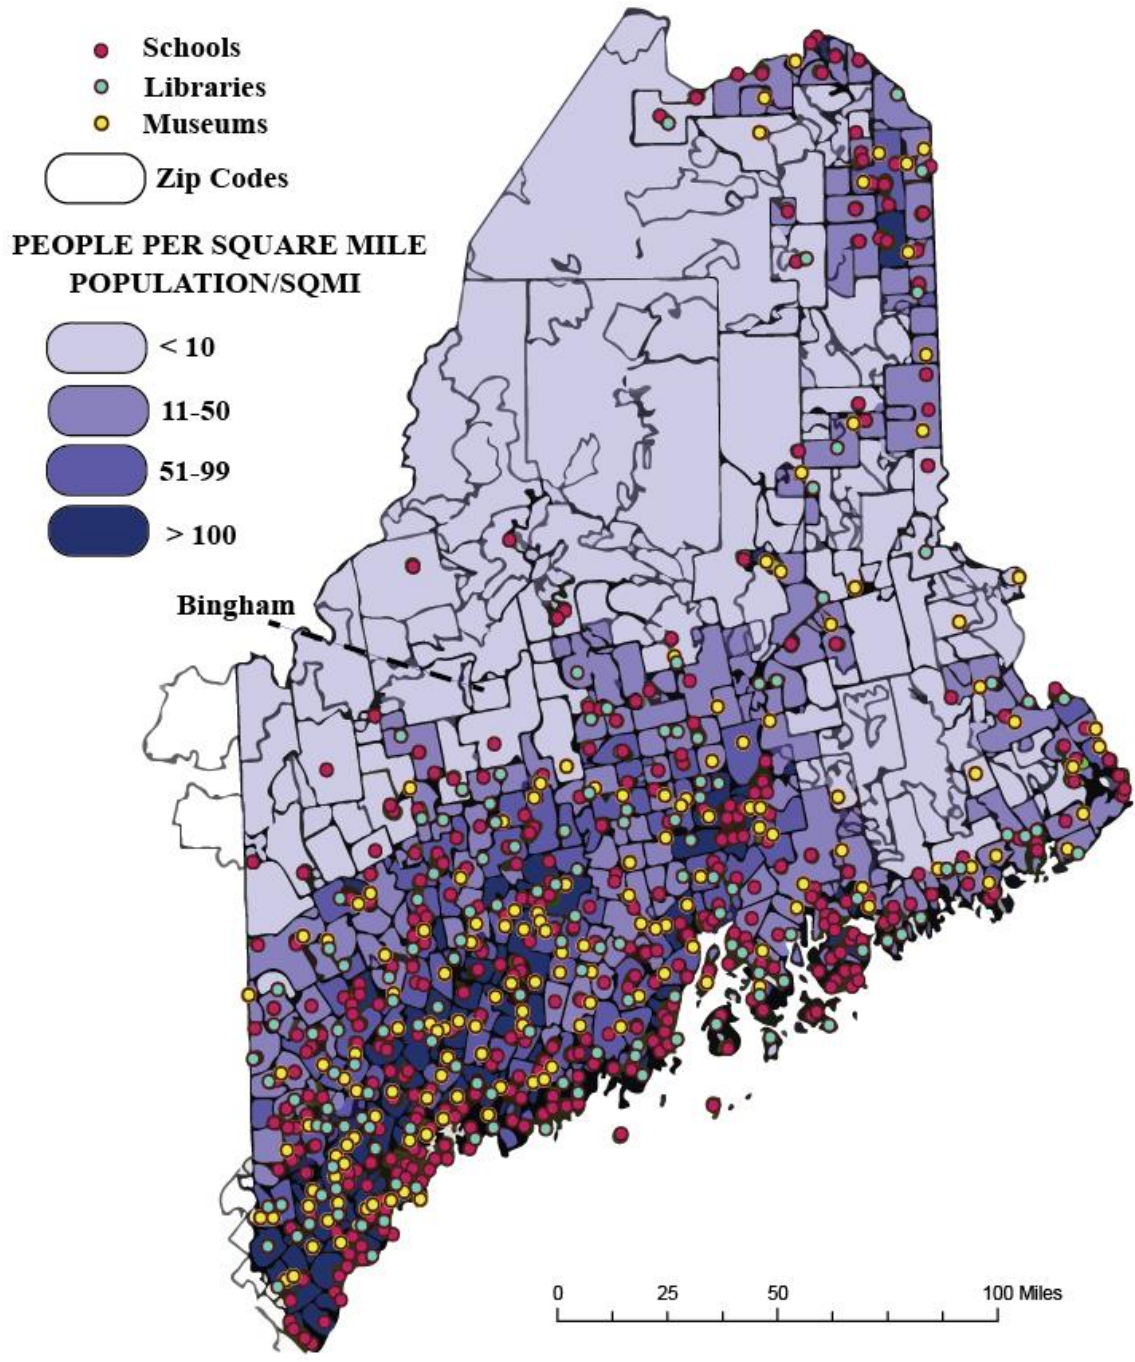 Schools
Libraries
Museums
Zip Codes
PEOPLE PER SQUARE MILE
POPULATION/SQMI
< 10
11-50
51-99
> 100
Bingham
0 25 50 100 Miles